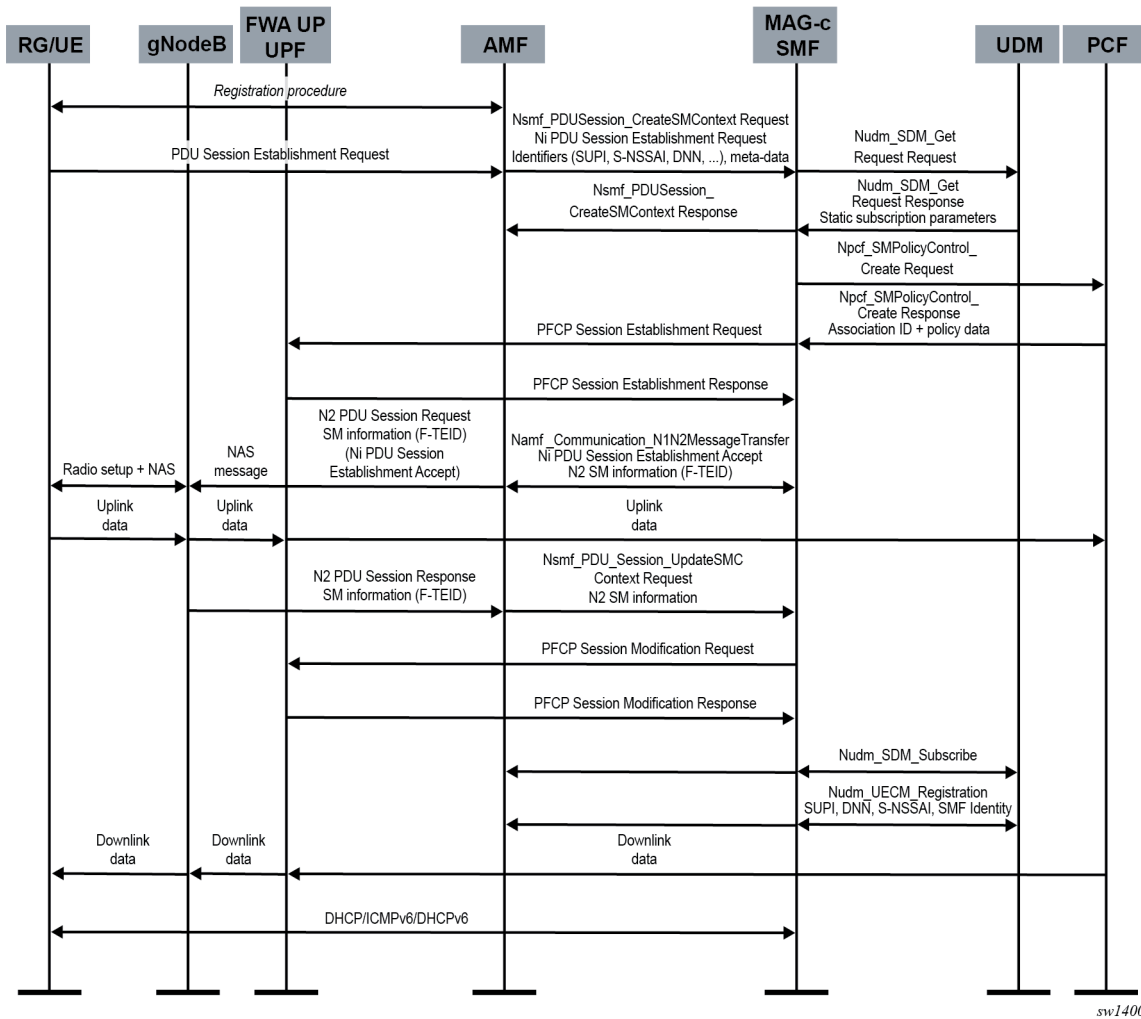 RG/UE
gNodeB
FWA UP
UPF
AMF
MAG-c
SMF
UDM
PCF
Registration procedure
Nsmf_PDUSession_CreateSMContext Request
Ni PDU Session Establishment Request
Identifiers (SUPI, S-NSSAI, DNN, ...), meta-data
PDU Session Establishment Request
Nudm_SDM_Get
Request Request
Nsmf_PDUSession_
CreateSMContext Response
Nudm_SDM_Get
Request Response
Static subscription parameters
Npcf_SMPolicyControl_
Create Request
Npcf_SMPolicyControl_
Create Response
Association ID + policy data
PFCP Session Establishment Request
PFCP Session Establishment Response
N2 PDU Session Request
SM information (F-TEID)
(Ni PDU Session
Establishment Accept)
Namf_Communication_N1N2MessageTransfer
Ni PDU Session Establishment Accept
N2 SM information (F-TEID)
Radio setup + NAS
NAS
message
Uplink
data
Uplink
data
Uplink
data
N2 PDU Session Response
SM information (F-TEID)
Nsmf_PDU_Session_UpdateSMC
Context Request
N2 SM information
PFCP Session Modification Request
PFCP Session Modification Response
Nudm_SDM_Subscribe
Nudm_UECM_Registration
SUPI, DNN, S-NSSAI, SMF Identity
Downlink
data
Downlink
data
Downlink
data
DHCP/ICMPv6/DHCPv6
sw1400